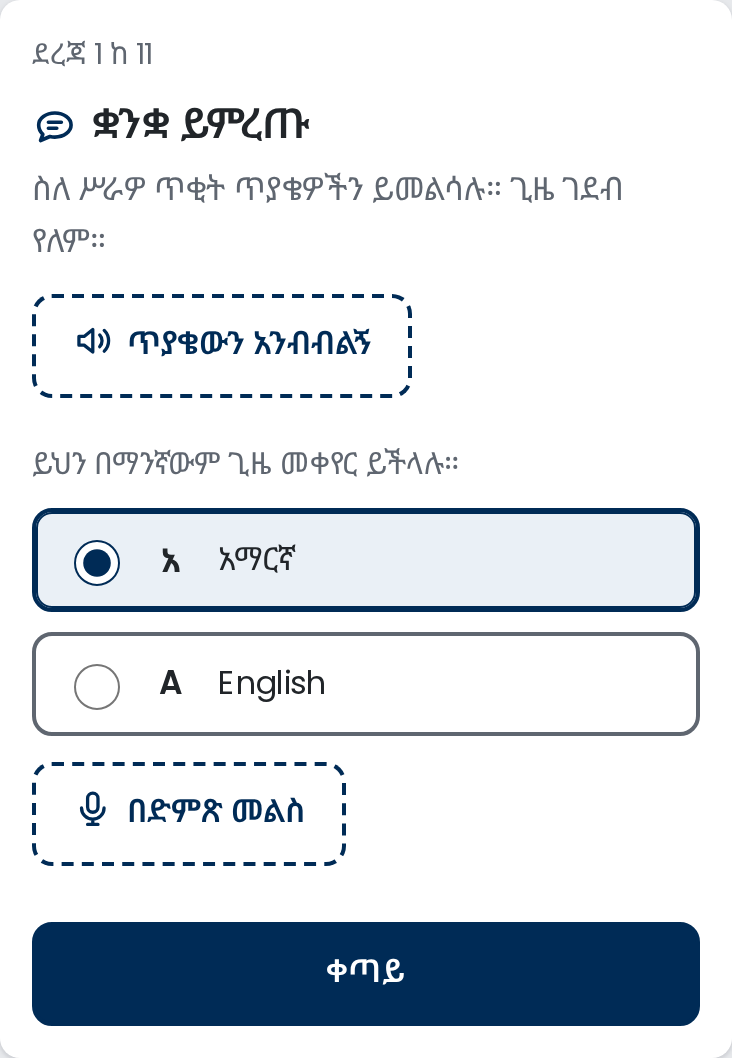 ደረጃ 1 ከ 11
ቋንቋ ይምረጡ
ስለ ሥራዎ ጥቂት ጥያቄዎችን ይመልሳሉ። ጊዜ ገደብ
የለም።
ጥያቄውን አንብብልኝ
ይህን በማንኛውም ጊዜ መቀየር ይችላሉ።
አ አማርኛ
A English
በድምጽ መልስ
ቀጣይ